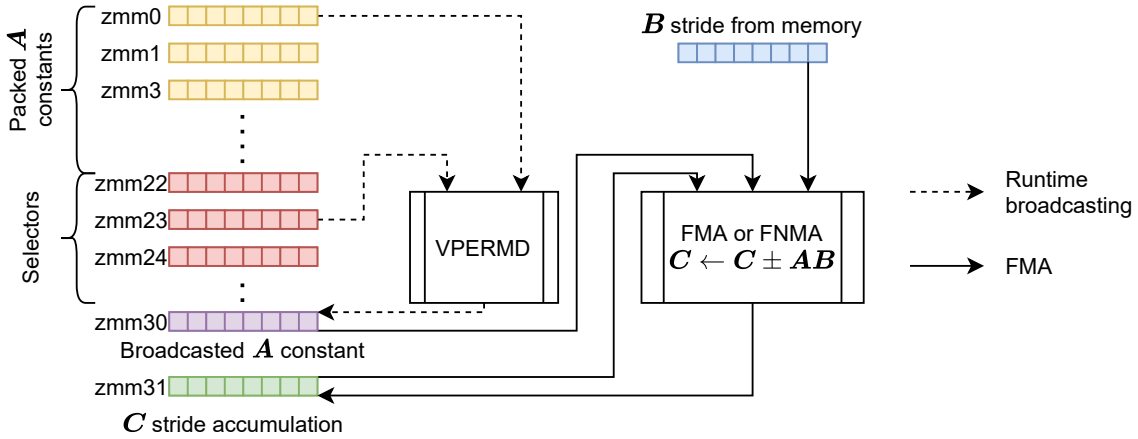 Packed A
constants
zmm0
zmm1
zmm3
Selectors
zmm22
zmm23
zmm24
zmm30
Broadcasted A constant
zmm31
C stride accumulation
VPERMD
B stride from memory
FMA or FNMA
C ← C ± AB
Runtime
broadcasting
FMA